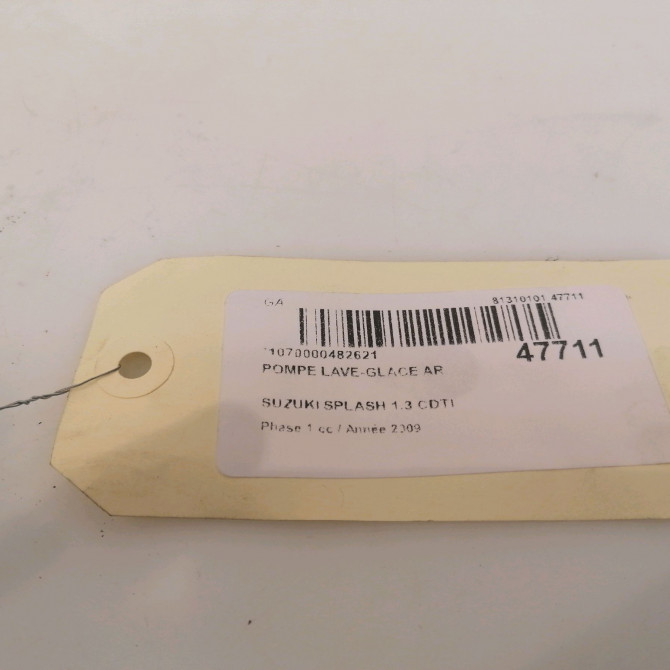 GA 81310101 47711
1070000482621 47711
POMPE LAVE-GLACE AR
SUZUKI SPLASH 1.3 CDTI
Phase 1 cc / Année 2009